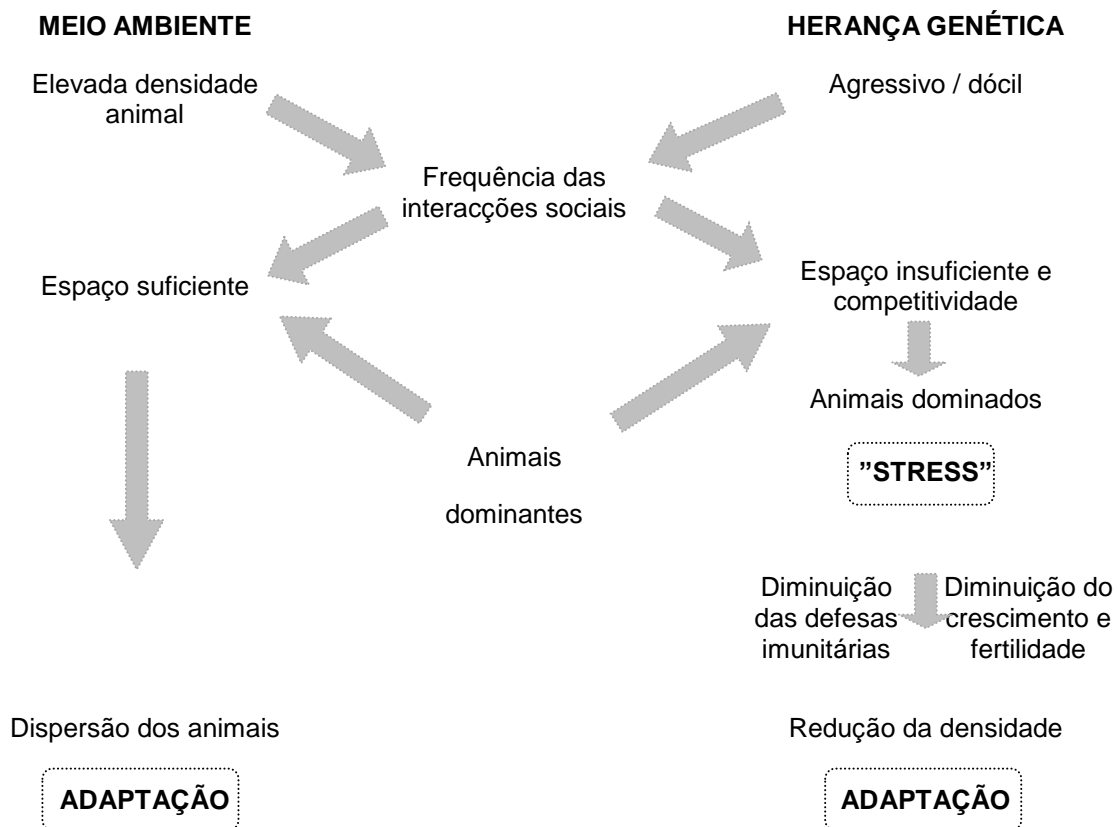 MEIO AMBIENTE
HERANÇA GENÉTICA
Elevada densidade
animal
Agressivo / dócil
Frequência das
interacções sociais
Espaço suficiente
Espaço insuficiente e
competitividade
Animais dominados
Animais
dominantes
”STRESS”
Diminuição
das defesas
imunitárias
Diminuição do
crescimento e
fertilidade
Dispersão dos animais
Redução da densidade
ADAPTAÇÃO
ADAPTAÇÃO